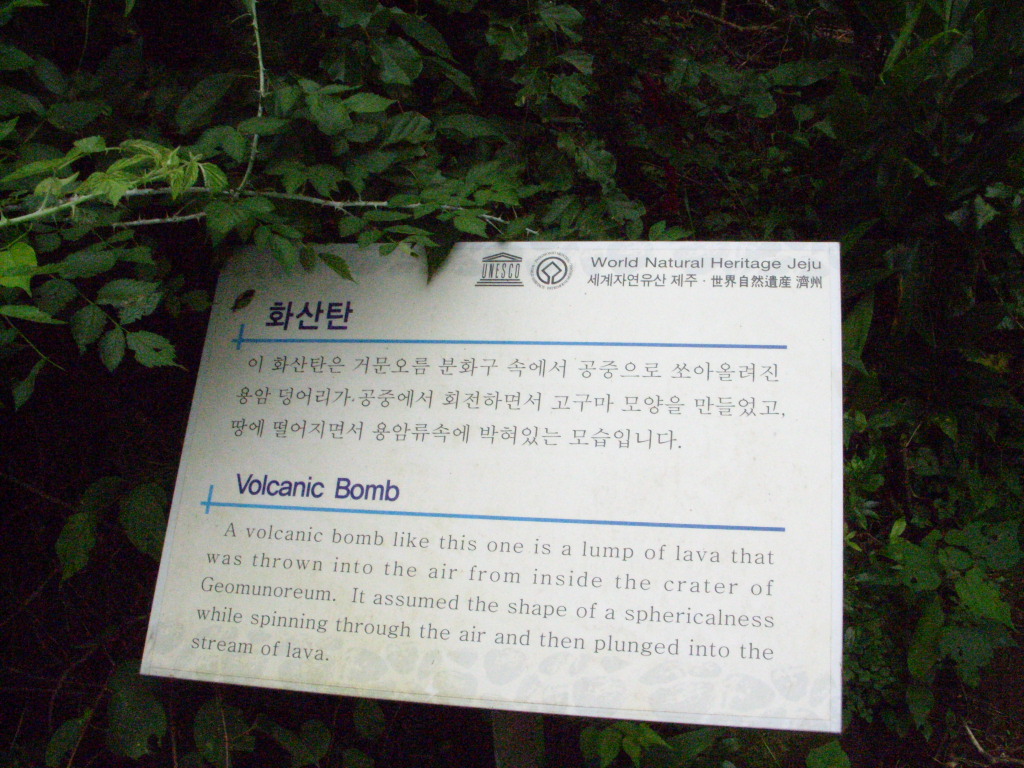 UNESCO
World Natural Heritage Jeju
세계자연유산 제주 · 世界自然遺産 濟州
화산탄
이 화산탄은 거문오름 분화구 속에서 공중으로 쏘아올려진
용암 덩어리가 공중에서 회전하면서 고구마 모양을 만들었고,
땅에 떨어지면서 용암류속에 박혀있는 모습입니다.
Volcanic Bomb
A volcanic bomb like this one is a lump of lava that
was thrown into the air from inside the crater of
Geomunoreum. It assumed the shape of a sphericalness
while spinning through the air and then plunged into the
stream of lava.